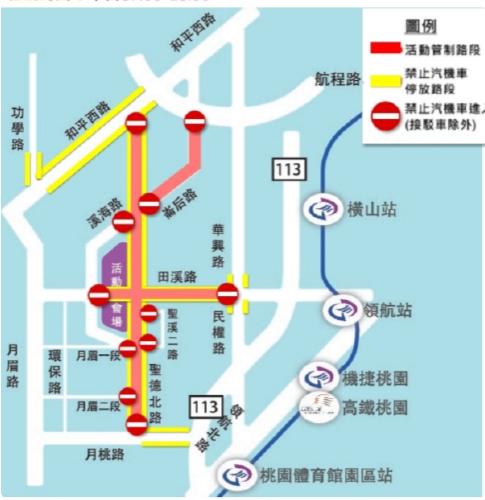 圖例
活動管制路段
禁止汽機車
停放路段
禁止汽機車進入
(接駁車除外)
和平西路
航程路
功學路
和平西路
113
崙后路
橫山站
溪海路
華興路
活動會場
田溪路
領航站
聖溪二路
民權路
月眉路
環保路
月眉一段
聖德北路
機捷桃園
月眉二段
113
領航北路
高鐵桃園
月桃路
桃園體育館園區站